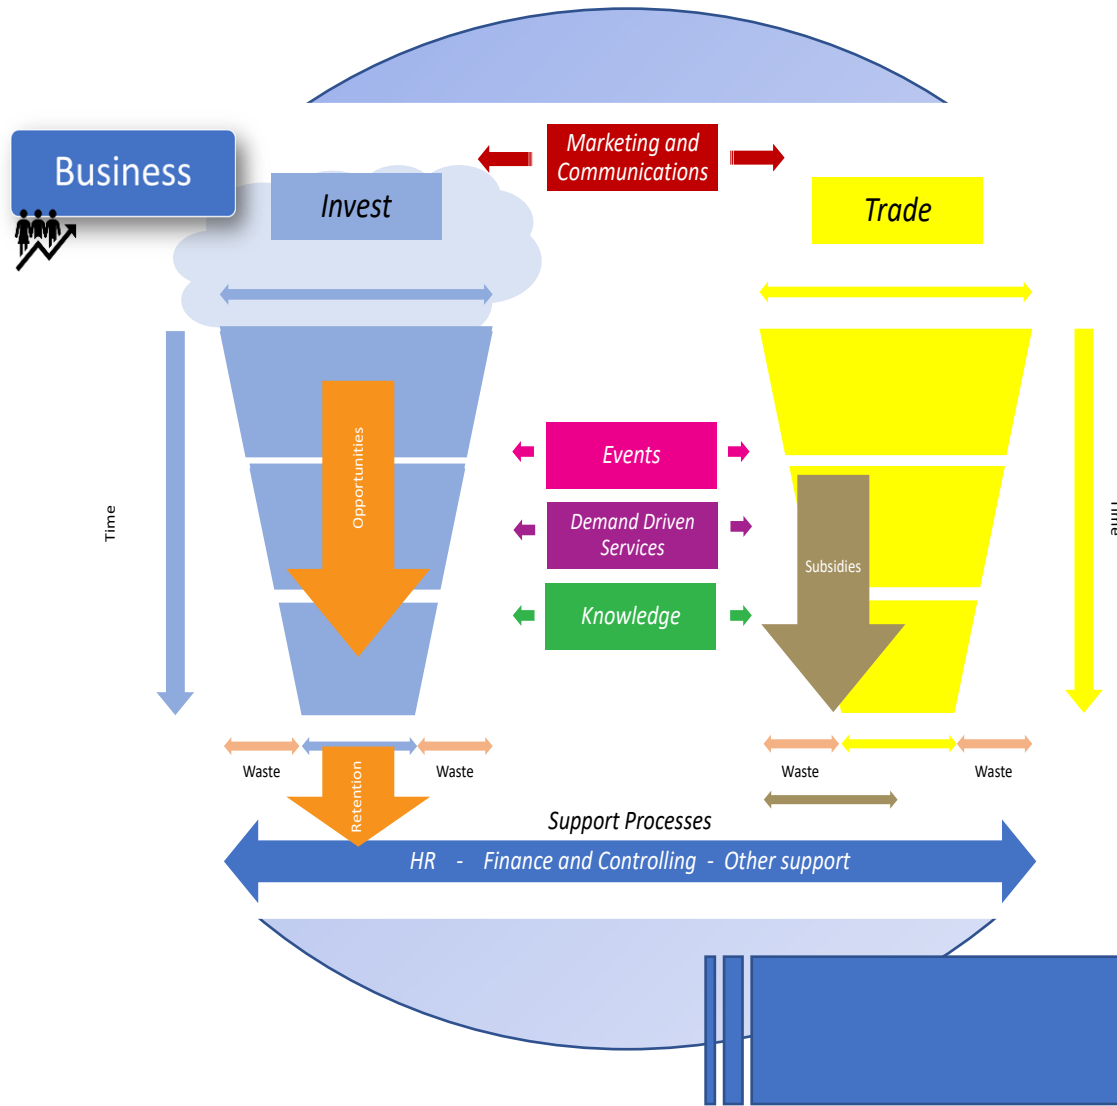 Marketing and
Communications
Business
Invest
Trade
Opportunities
Events
Time
Time
Demand Driven
Services
Subsidies
Knowledge
Waste
Waste
Waste
Waste
Retention
Support Processes
HR - Finance and Controlling - Other support